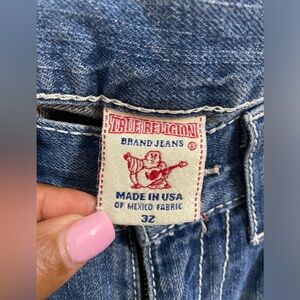 TRUE RELIGION
BRAND JEANS ®
MADE IN USA
OF MEXICO FABRIC
32